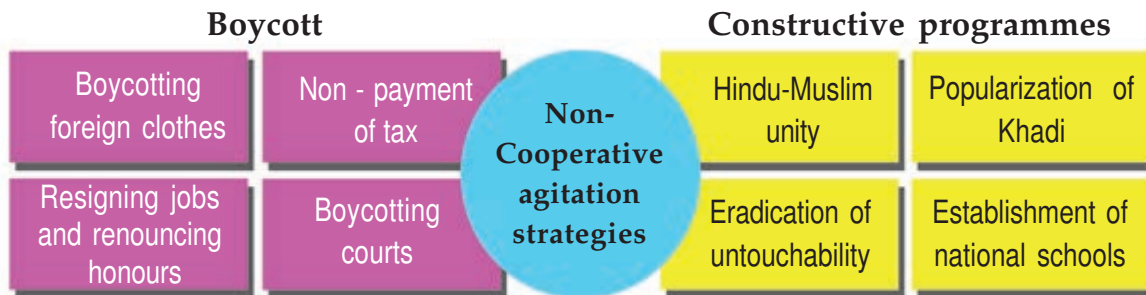 Boycott
Boycotting
foreign clothes
Non - payment
of tax
Resigning jobs
and renouncing
honours
Boycotting
courts
Non-
Cooperative
agitation
strategies
Constructive programmes
Hindu-Muslim
unity
Popularization of
Khadi
Eradication of
untouchability
Establishment of
national schools